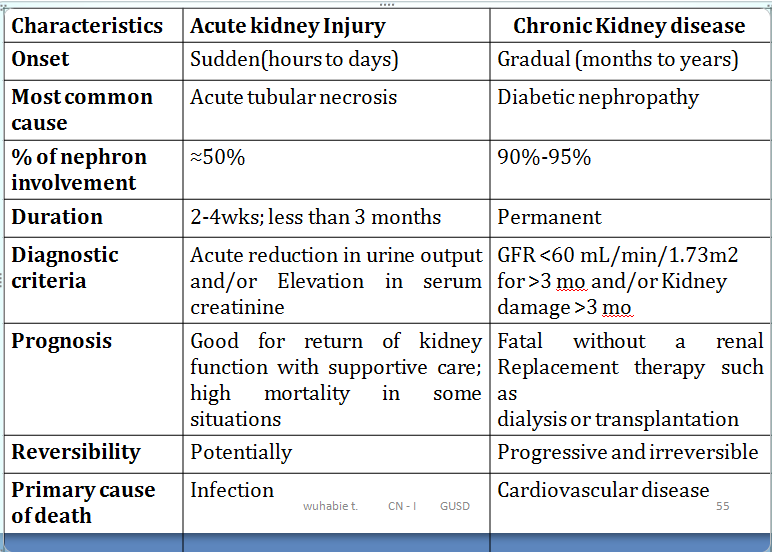 Characteristics Acute kidney Injury Chronic Kidney disease
Onset Sudden(hours to days) Gradual (months to years)
Most common Acute tubular necrosis Diabetic nephropathy
cause
% of nephron ≈50% 90%-95%
involvement
Duration 2-4wks; less than 3 months Permanent
Diagnostic Acute reduction in urine output GFR <60 mL/min/1.73m2
criteria and/or Elevation in serum for >3 mo and/or Kidney
creatinine damage >3 mo
Prognosis Good for return of kidney Fatal without a renal
function with supportive care; Replacement therapy such
high mortality in some as
situations dialysis or transplantation
Reversibility Potentially Progressive and irreversible
Primary cause Infection Cardiovascular disease
of death
wuhabie t. CN - I GUSD 55